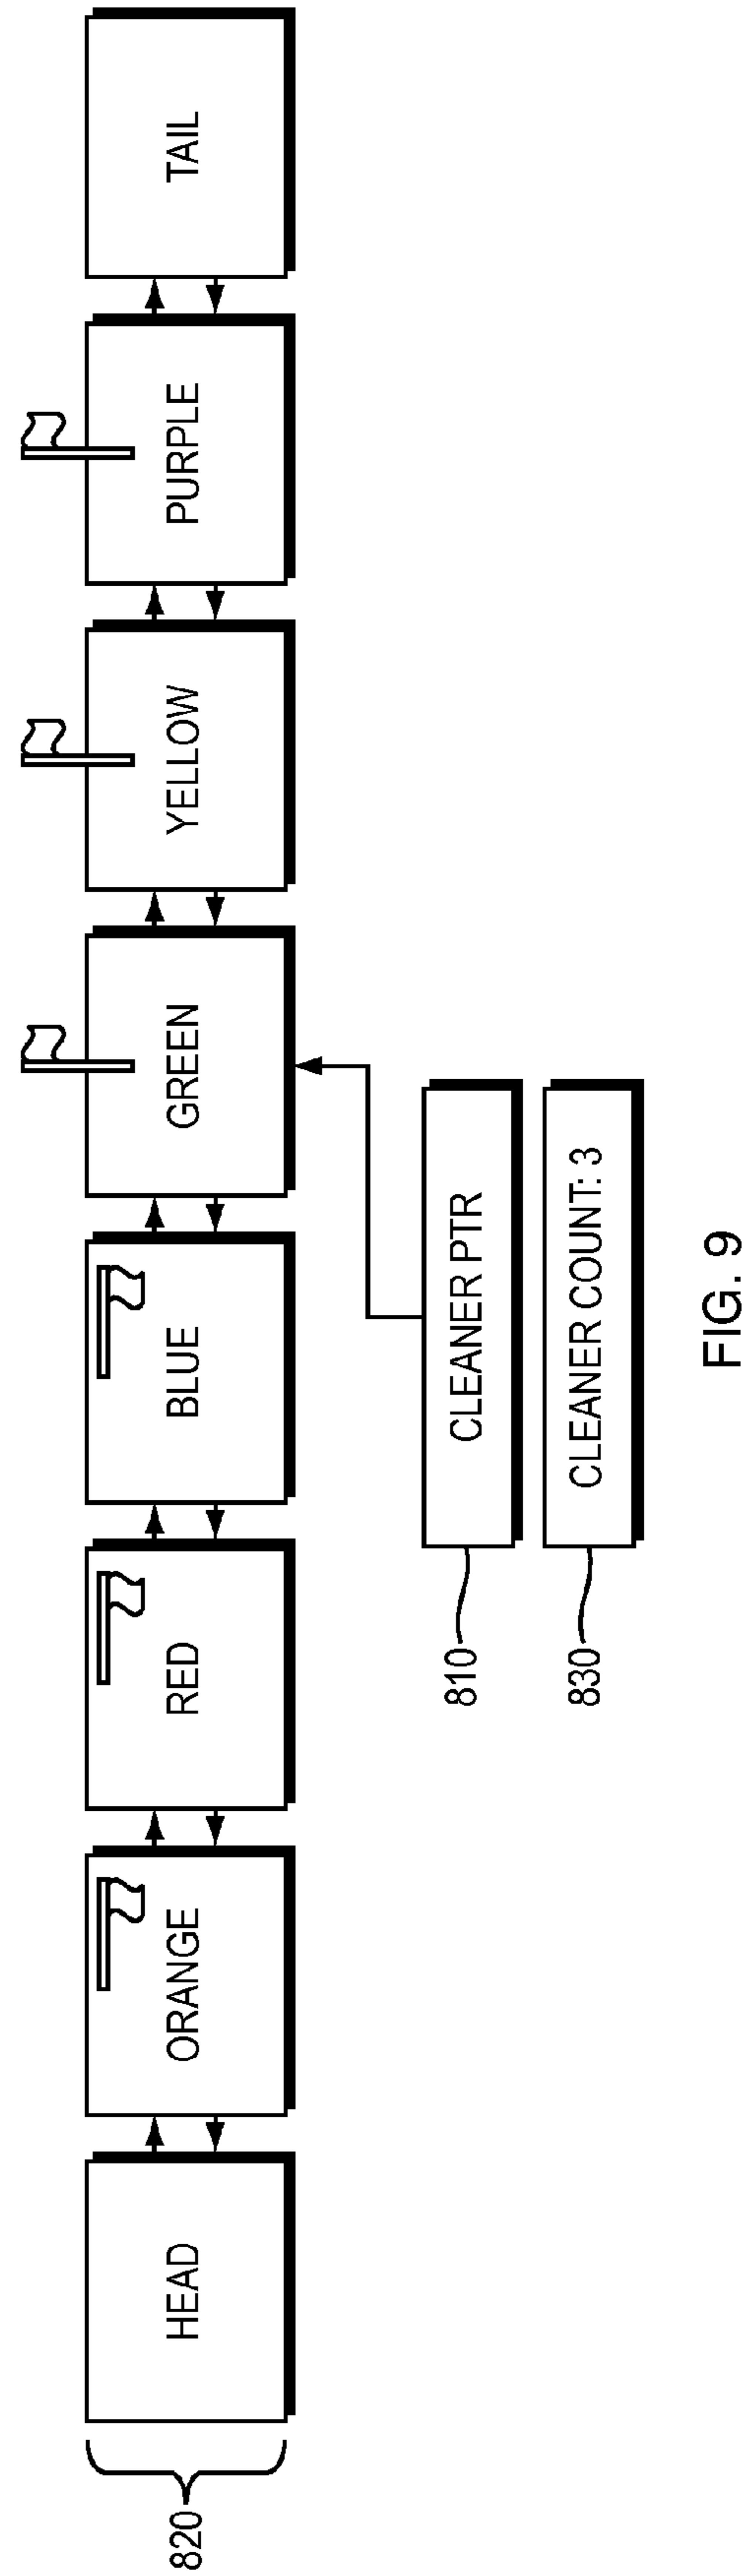 820
HEAD
ORANGE
RED
BLUE
GREEN
YELLOW
PURPLE
TAIL
810
CLEANER PTR
830
CLEANER COUNT: 3
FIG. 9